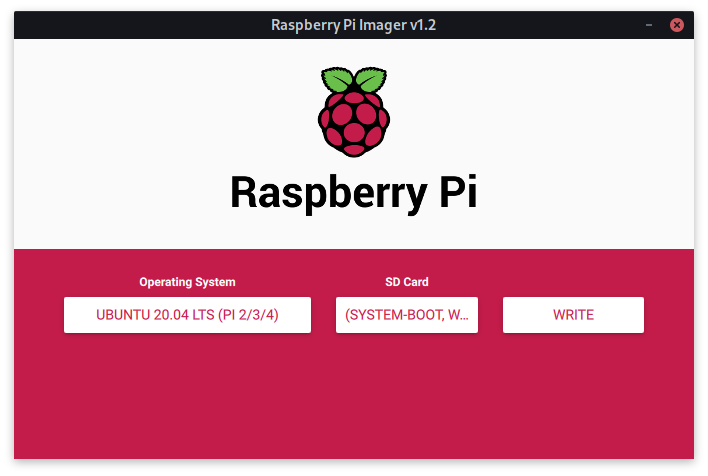 Raspberry Pi Imager v1.2
Raspberry Pi
Operating System
SD Card
UBUNTU 20.04 LTS (PI 2/3/4)
(SYSTEM-BOOT, W...
WRITE